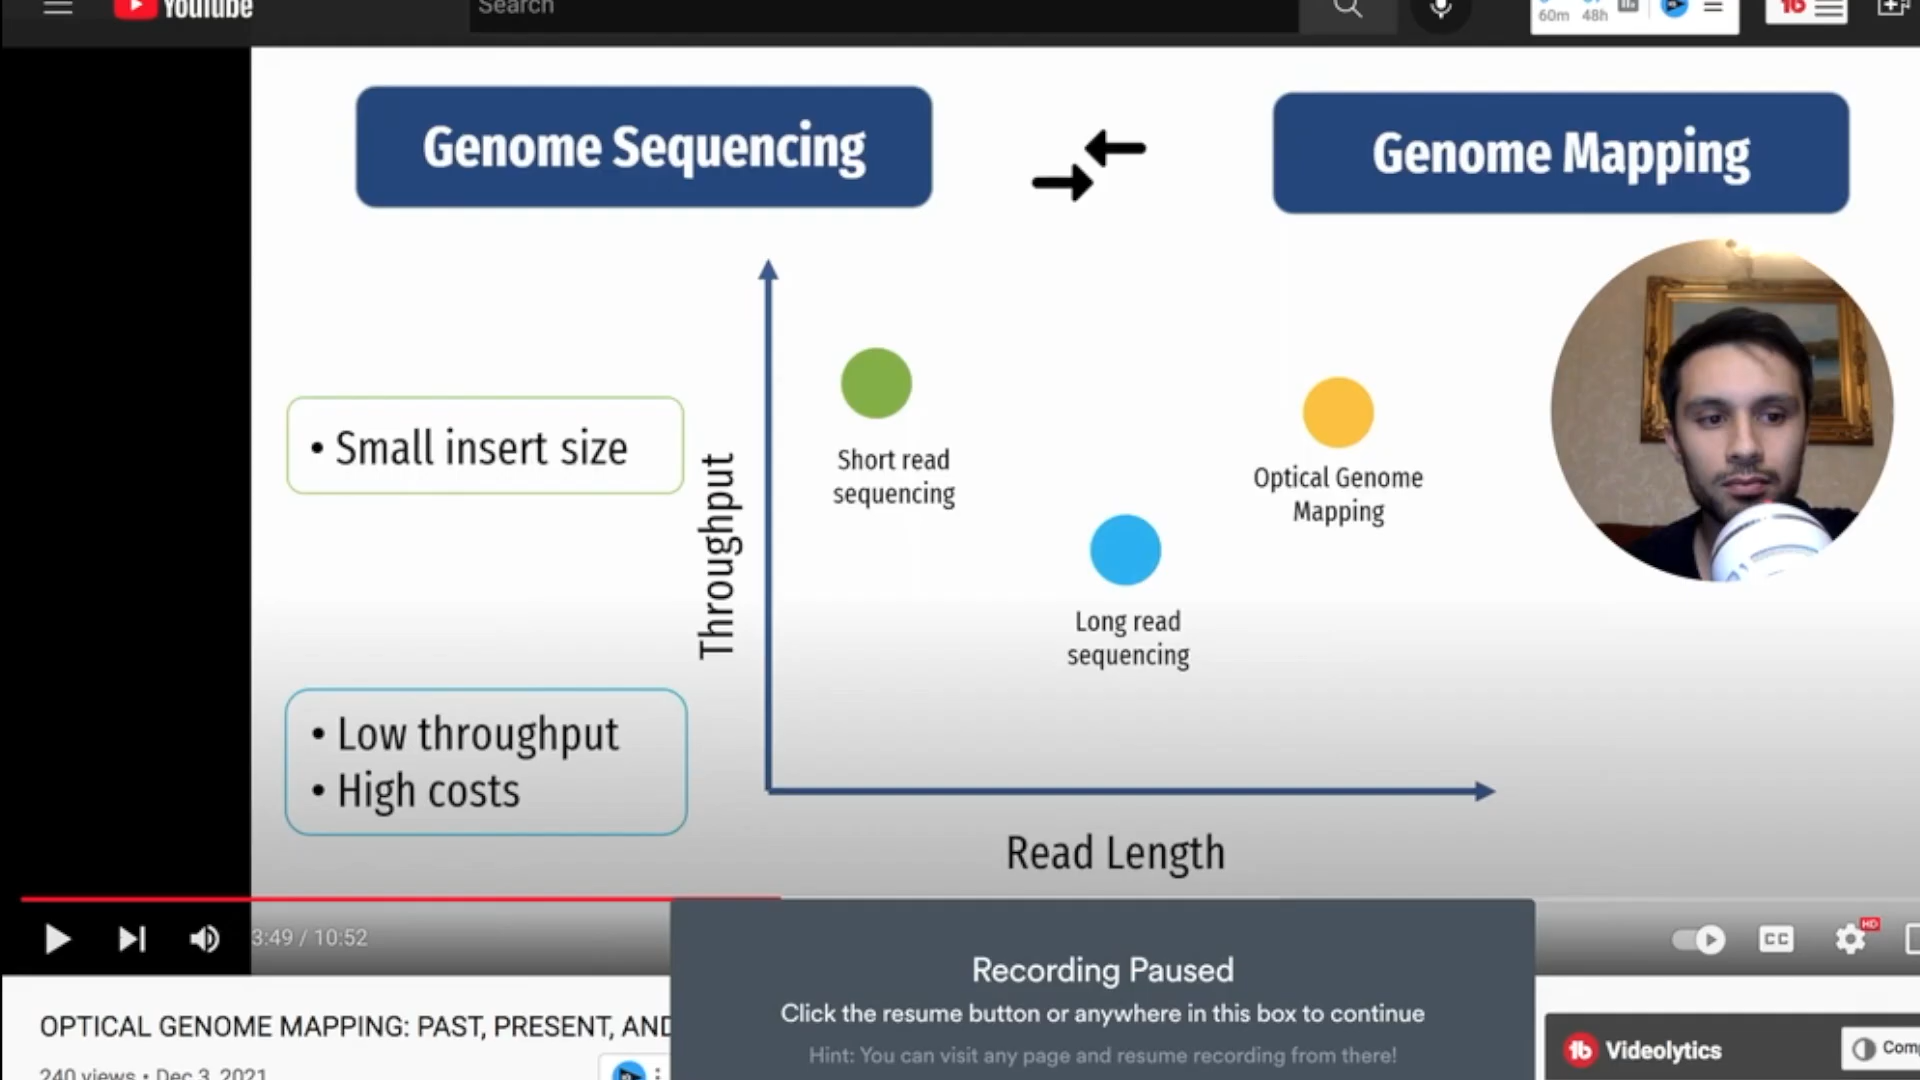 YouTube
Search
60m 48h
Genome Sequencing
Genome Mapping
• Small insert size
Throughput
Short read
sequencing
Optical Genome
Mapping
Long read
sequencing
• Low throughput
• High costs
Read Length
3:49 / 10:52
CC
HD
Recording Paused
Click the resume button or anywhere in this box to continue
Hint: You can visit any page and resume recording from there!
OPTICAL GENOME MAPPING: PAST, PRESENT, AND
240 views • Dec 3, 2021
Videolytics